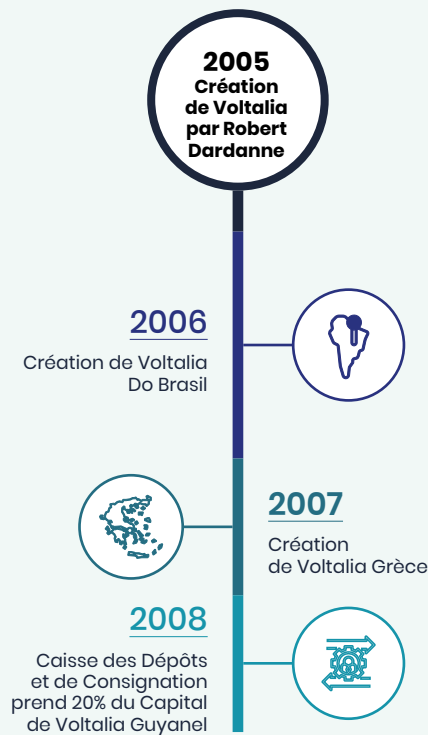 2005
Création
de Voltalia
par Robert
Dardanne
2006
Création de Voltalia
Do Brasil
2007
Création
de Voltalia Grèce
2008
Caisse des Dépôts
et de Consignation
prend 20% du Capital
de Voltalia Guyanel